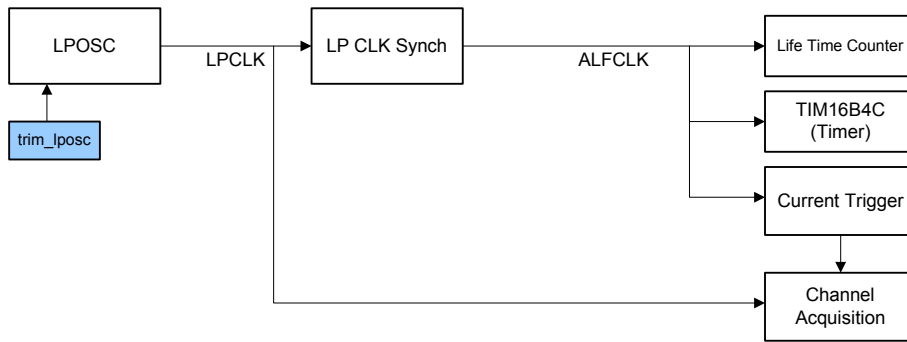 LPOSC
LP CLK Synch
Life Time Counter
LPCLK
ALFCLK
TIM16B4C
(Timer)
trim_lposc
Current Trigger
Channel
Acquisition